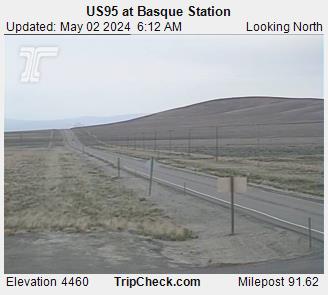 US95 at Basque Station
Updated: May 02 2024 6:12 AM Looking North
Elevation 4460 TripCheck.com Milepost 91.62